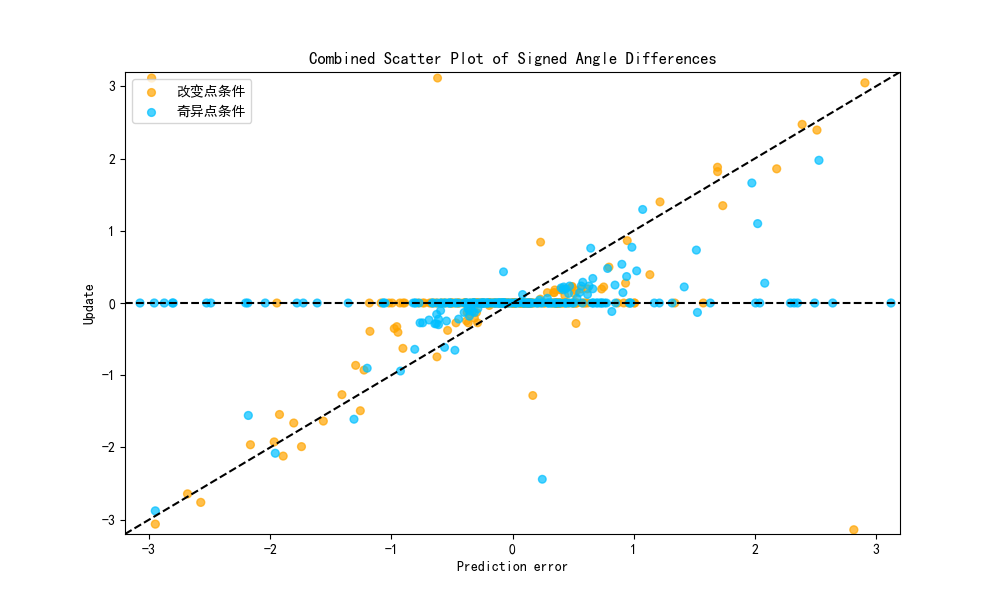 Combined Scatter Plot of Signed Angle Differences
改变点条件
奇异点条件
Update
3
2
1
0
−1
−2
−3
−3
−2
−1
0
1
2
3
Prediction error